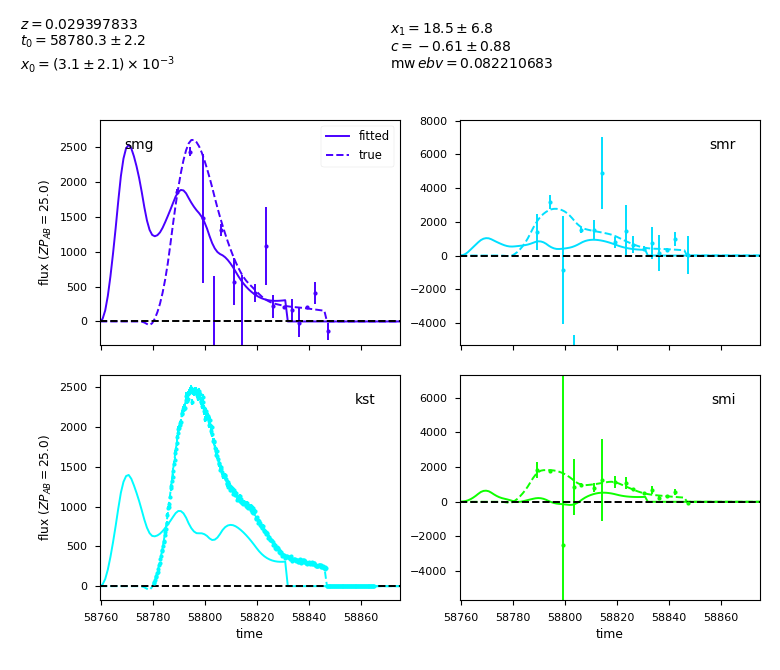 z = 0.029397833
t0 = 58780.3 ± 2.2
x0 = (3.1 ± 2.1) × 10^−3
x1 = 18.5 ± 6.8
c = −0.61 ± 0.88
mw ebv = 0.082210683
smg
fitted
true
2500
2000
1500
1000
500
0
flux (ZP_AB = 25.0)
smr
8000
6000
4000
2000
0
−2000
−4000
kst
2500
2000
1500
1000
500
0
flux (ZP_AB = 25.0)
58760 58780 58800 58820 58840 58860
time
smi
6000
4000
2000
0
−2000
−4000
58760 58780 58800 58820 58840 58860
time